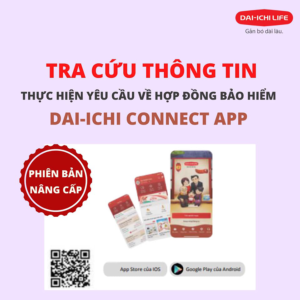 DAI-ICHI LIFE
Gắn bó dài lâu.
TRA CỨU THÔNG TIN
THỰC HIỆN YÊU CẦU VỀ HỢP ĐỒNG BẢO HIỂM
DAI-ICHI CONNECT APP
PHIÊN BẢN
NÂNG CẤP
App Store của IOS
Google Play của Android